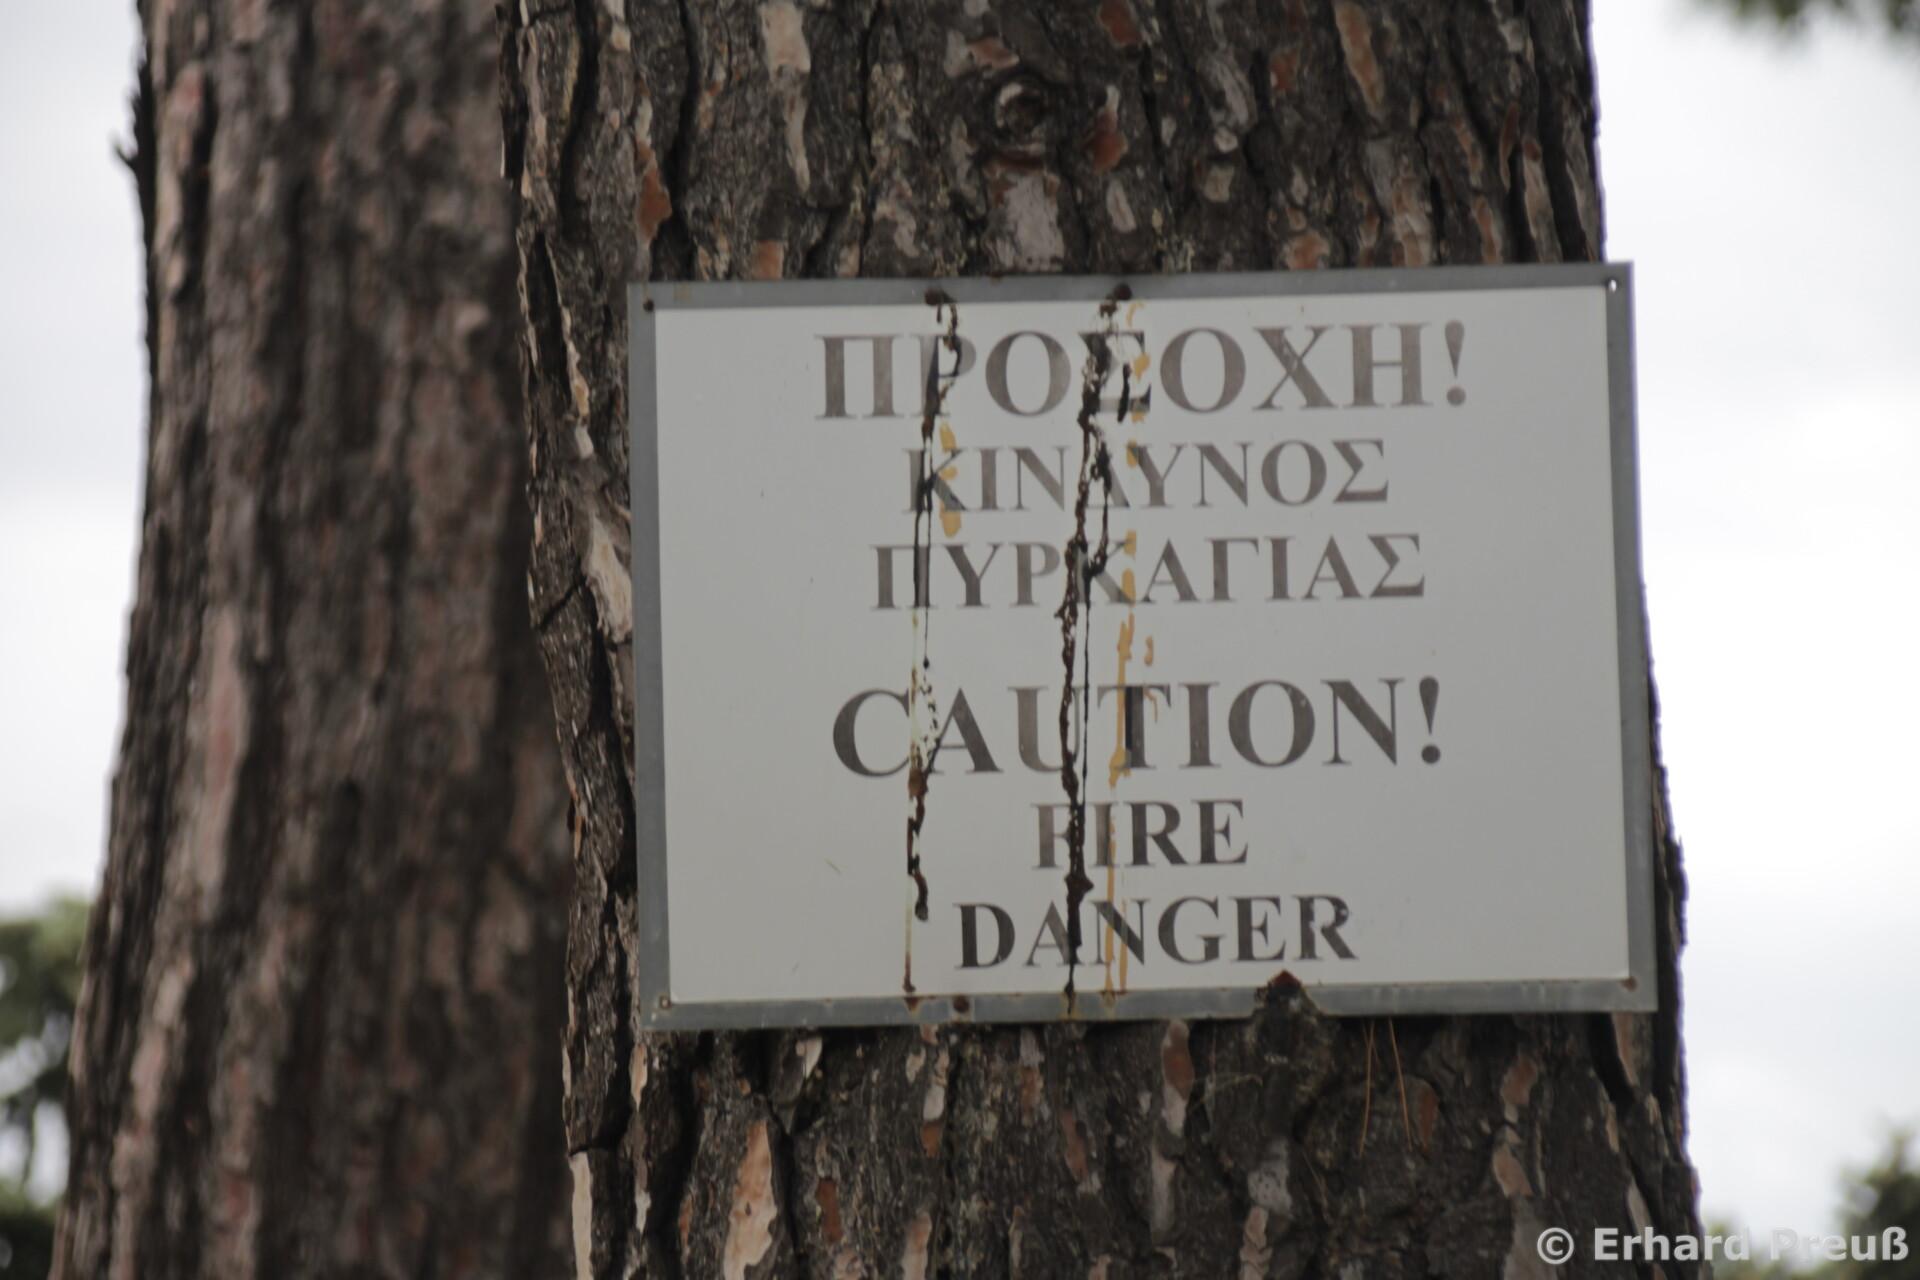 ΠΡΟΣΟΧΗ!
ΚΙΝΔΥΝΟΣ
ΠΥΡΚΑΓΙΑΣ
CAUTION!
FIRE
DANGER
© Erhard Preuß